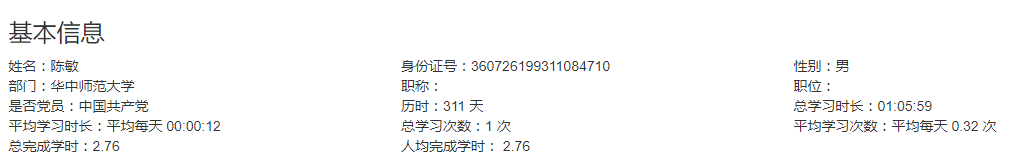 基本信息
姓名：陈敏 身份证号：360726199311084710 性别：男
部门：华中师范大学 职称： 职位：
是否党员：中国共产党 历时：311 天 总学习时长：01:05:59
平均学习时长：平均每天 00:00:12 总学习次数：1 次 平均学习次数：平均每天 0.32 次
总完成学时：2.76 人均完成学时： 2.76